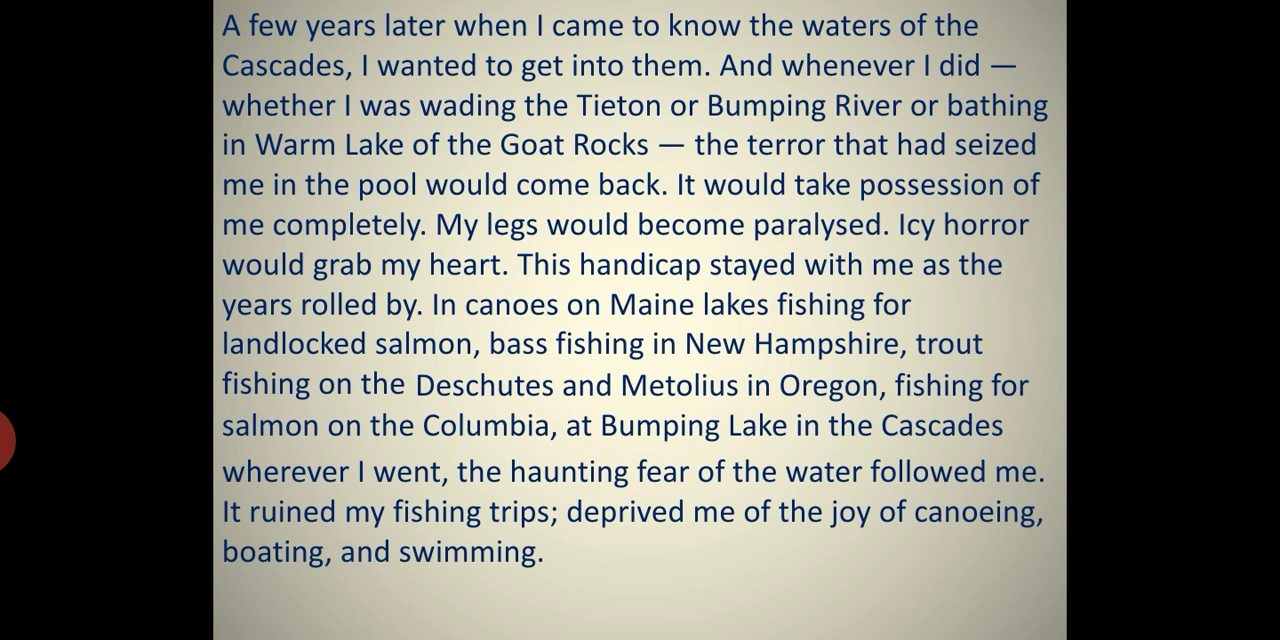 A few years later when I came to know the waters of the
Cascades, I wanted to get into them. And whenever I did —
whether I was wading the Tieton or Bumping River or bathing
in Warm Lake of the Goat Rocks — the terror that had seized
me in the pool would come back. It would take possession of
me completely. My legs would become paralysed. Icy horror
would grab my heart. This handicap stayed with me as the
years rolled by. In canoes on Maine lakes fishing for
landlocked salmon, bass fishing in New Hampshire, trout
fishing on the Deschutes and Metolius in Oregon, fishing for
salmon on the Columbia, at Bumping Lake in the Cascades
wherever I went, the haunting fear of the water followed me.
It ruined my fishing trips; deprived me of the joy of canoeing,
boating, and swimming.